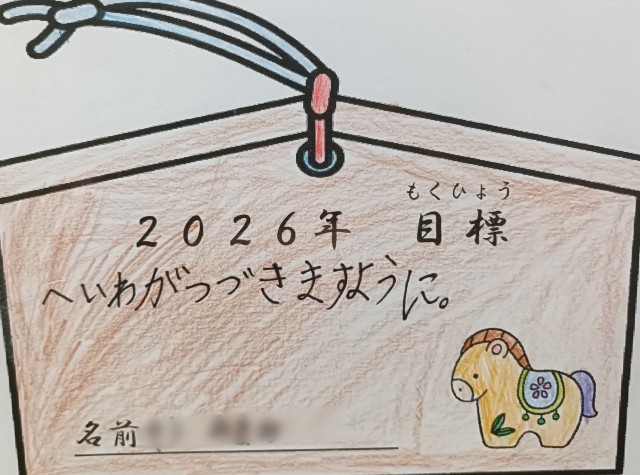 もくひょう
2026年 目標
へいわがつづきますように。
名前